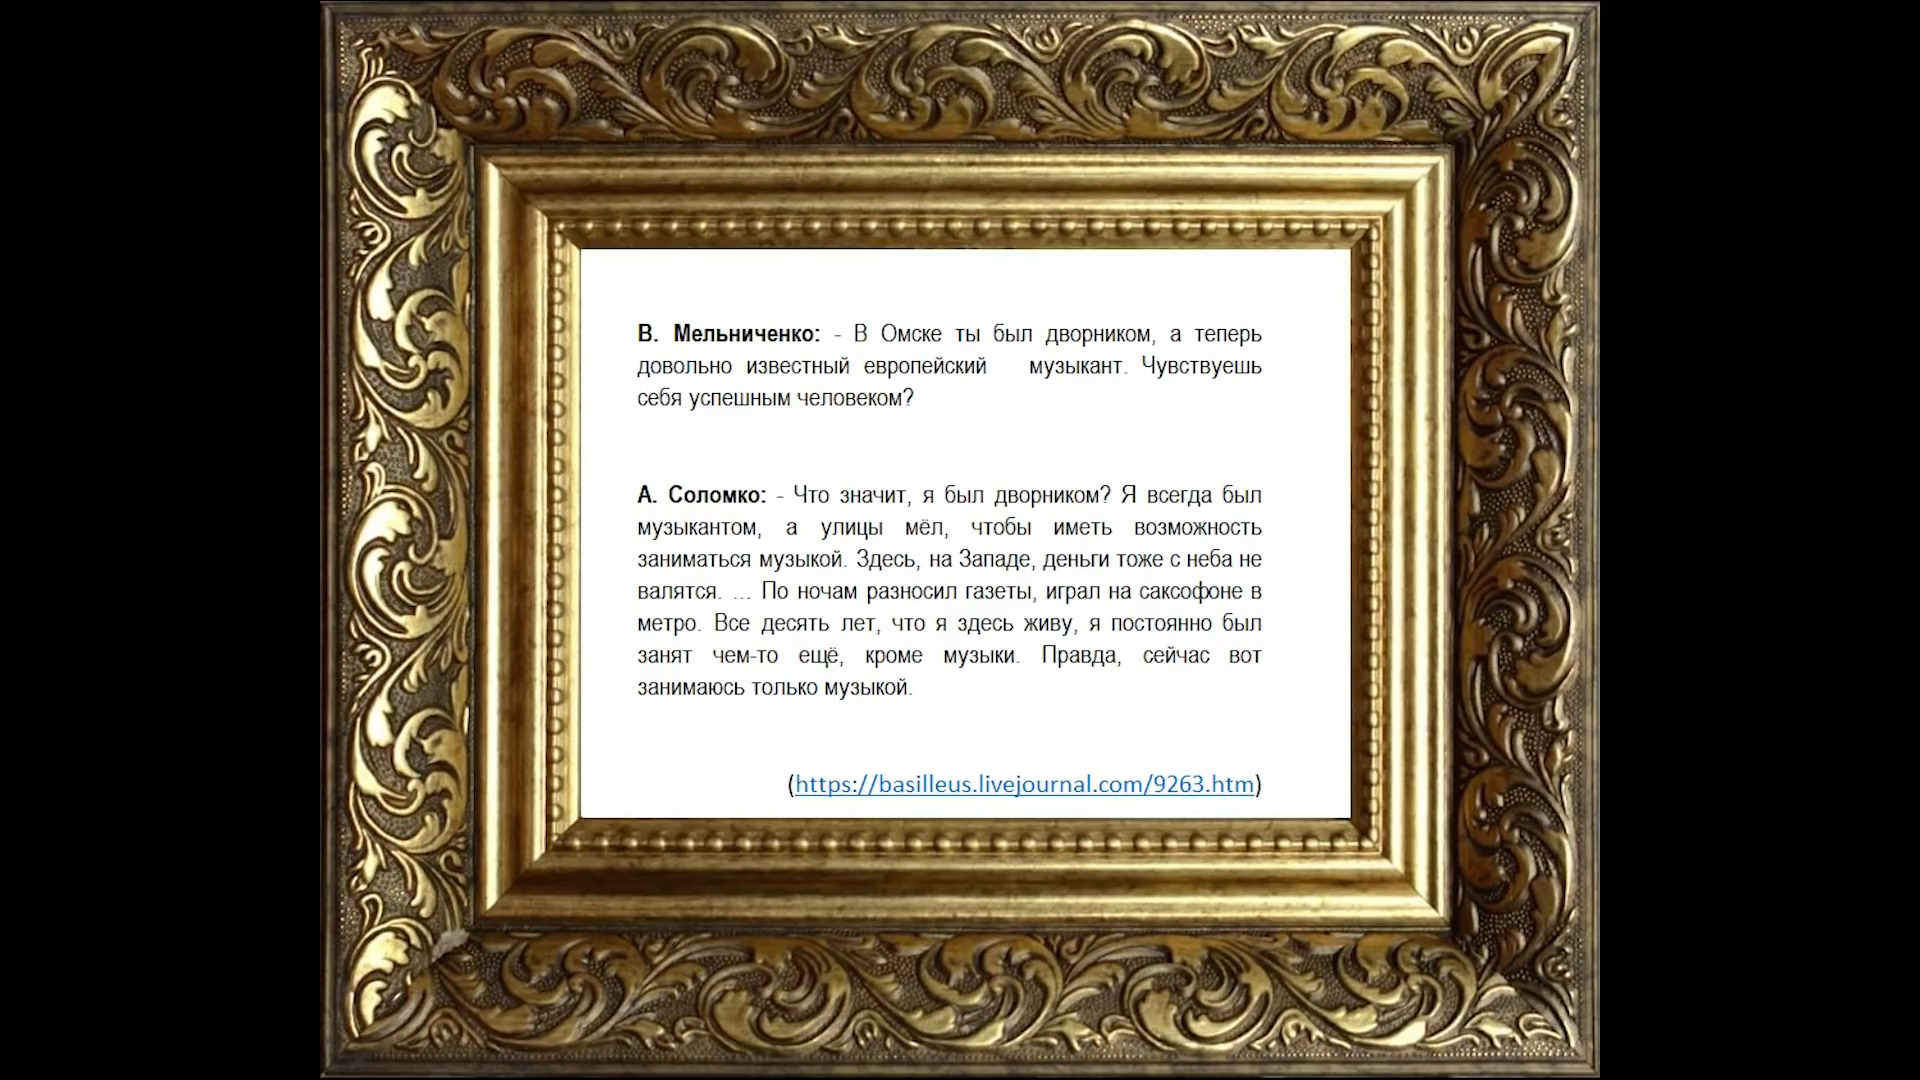 В. Мельниченко: - В Омске ты был дворником, а теперь
довольно известный европейский музыкант. Чувствуешь
себя успешным человеком?
А. Соломко: - Что значит, я был дворником? Я всегда был
музыкантом, а улицы мёл, чтобы иметь возможность
заниматься музыкой. Здесь, на Западе, деньги тоже с неба не
валятся. ... По ночам разносил газеты, играл на саксофоне в
метро. Все десять лет, что я здесь живу, я постоянно был
занят чем-то ещё, кроме музыки. Правда, сейчас вот
занимаюсь только музыкой.
(https://basilleus.livejournal.com/9263.htm)